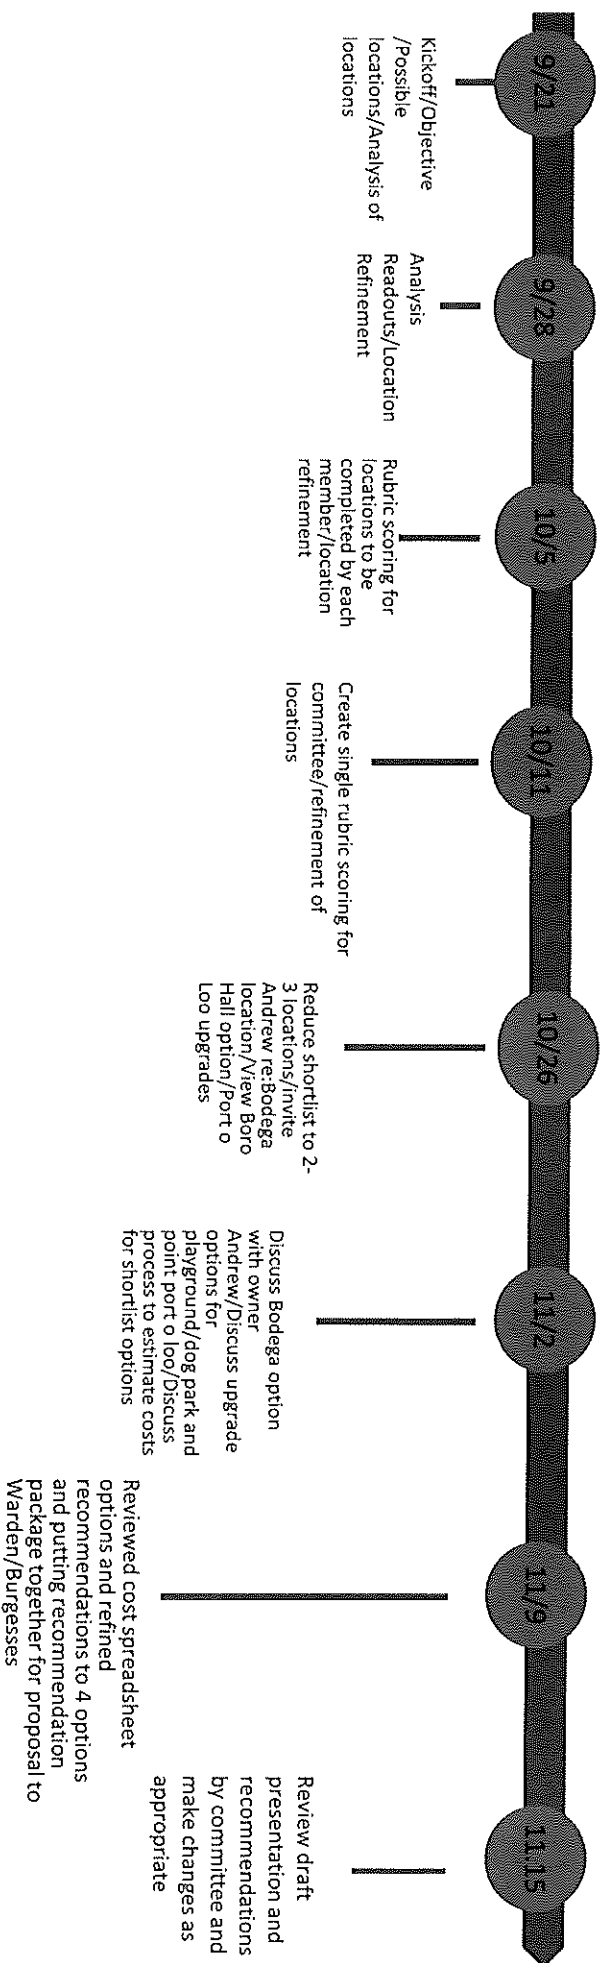 9/21
Kickoff/Objective
/Possible
locations/Analysis of
locations
9/28
Analysis
Readouts/Location
Refinement
10/5
Rubric scoring for
locations to be
completed by each
member/location
refinement
10/11
Create single rubric scoring for
committee/refinement of
locations
10/26
Reduce shortlist to 2-
3 locations/invite
Andrew re:Bodega
location/View Boro
Hall option/Port o
Loo upgrades
11/2
Discuss Bodega option
with owner
Andrew/Discuss upgrade
options for
playground/dog park and
point port o loo/Discuss
process to estimate costs
for shortlist options
11/9
Reviewed cost spreadsheet
options and refined
recommendations to 4 options
and putting recommendation
package together for proposal to
Warden/Burgesses
11.15
Review draft
presentation and
recommendations
by committee and
make changes as
appropriate